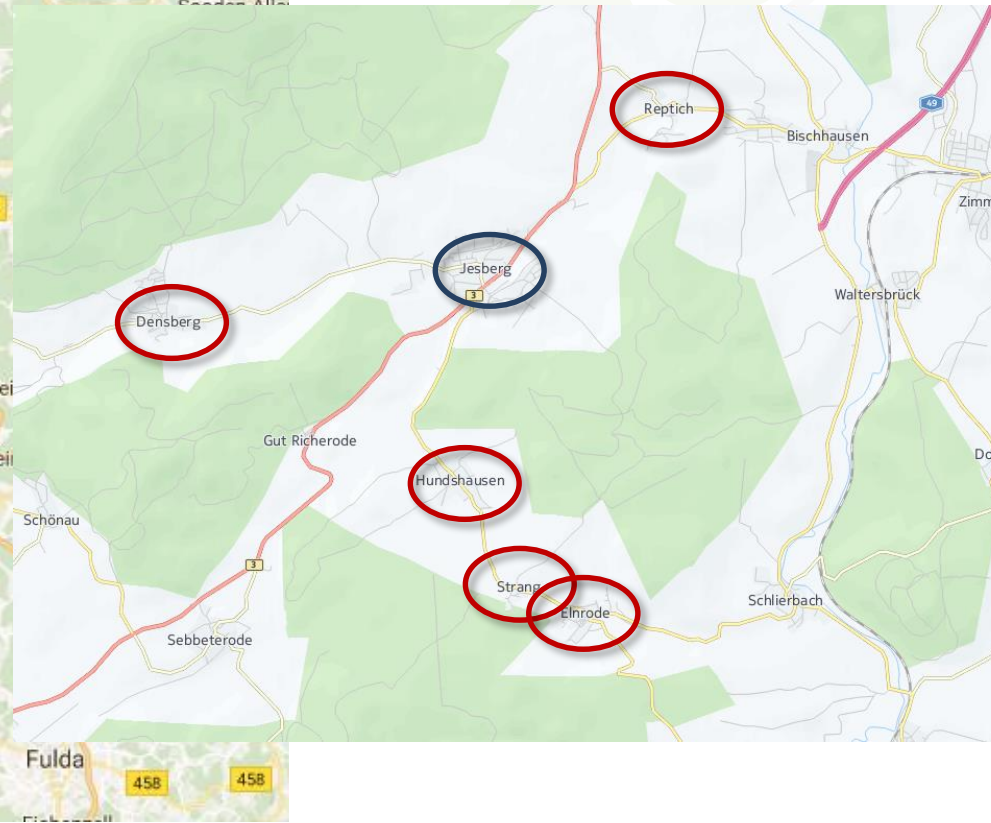 Reptich
49
Bischhausen
Jesberg
3
Waltersbrück
Densberg
Gut Richerode
Hundshausen
Schönau
3
Strang
Elnrode
Schlierbach
Sebbeterode
Fulda
458
458